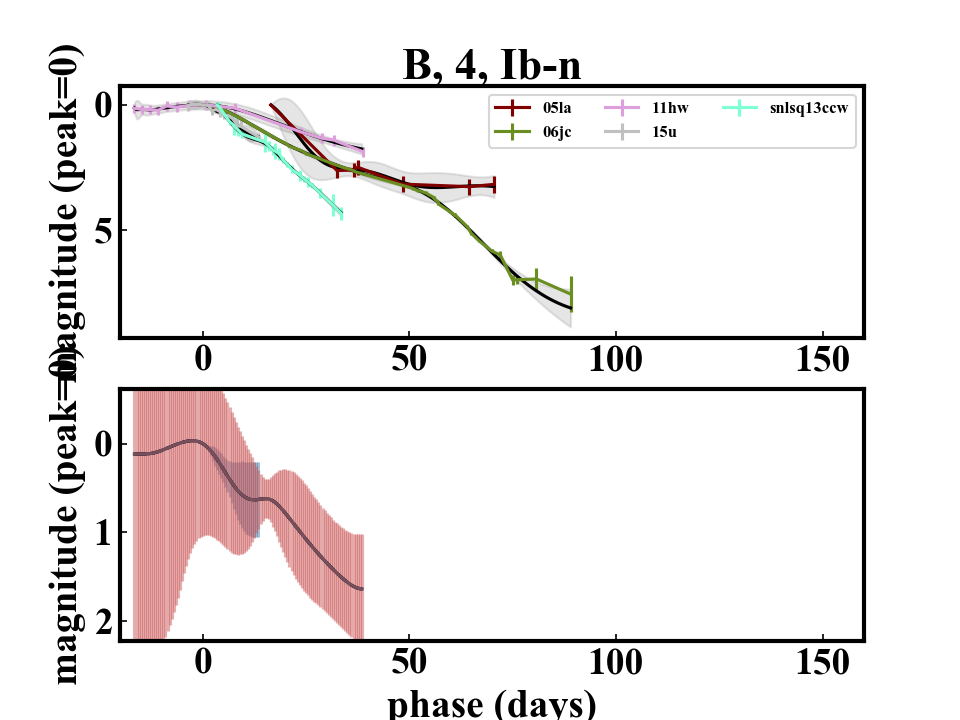 B, 4, Ib-n
magnitude (peak=0)
0
5
05la
06jc
11hw
15u
snlsq13ccw
0 50 100 150
magnitude (peak=0)
0
1
2
0 50 100 150
phase (days)